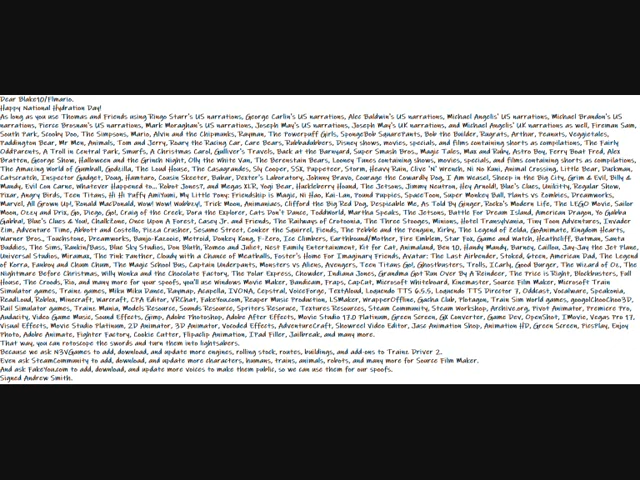 Dear Blake10/Flmario.
Happy National Hydration Day!
As long as you use Thomas and Friends using Ringo Starr's US narrations, George Carlin's US narrations, Alec Baldwin's US narrations, Michael Angelis' US narrations, Michael Brandon's US
narrations, Pierce Brosnan's US narrations, Mark Moraghan's US narrations, Joseph May's US narrations, Joseph May's UK narrations, and Michael Angelis' UK narrations as well, Fireman Sam,
South Park, Scooby Doo, The Simpsons, Mario, Alvin and the Chipmunks, Rayman, The Powerpuff Girls, SpongeBob SquarePants, Bob the Builder, Rugrats, Arthur, Peanuts, Veggietales,
Paddington Bear, Mr Men, Animals, Tom and Jerry, Roary the Racing Car, Care Bears, Rubbadubbers, Disney shows, movies, specials, and films containing shorts as compilations, The Fairly
OddParents, A Troll in Central Park, Smurfs, A Christmas Carol, Gulliver's Travels, Back at the Barnyard, Super Smash Bros., Magic Tales, Max and Ruby, Astro Boy, Ferry Boat Fred, Alex
Bratten, George Show, Halloween and the Grinch Night, Olly the White Van, The Berenstain Bears, Looney Tunes containing shows, movies, specials, and films containing shorts as compilations,
The Amazing World of Gumball, Godzilla, The Loud House, The Casagrandes, Sly Cooper, SSX, Puppeteer, Storm, Heavy Rain, Clive 'N' Wrench, Ni No Kuni, Animal Crossing, Little Bear, Duckman,
Catscratch, Inspector Gadget, Doug, Hamtaro, Cousin Skeeter, Babar, Dexter's Laboratory, Johnny Bravo, Courage the Cowardly Dog, I Am Weasel, Sheep in the Big City, Grim & Evil, Billy &
Mandy, Evil Con Carne, Whatever Happened to... Robot Jones?, and Megas XLR, Yogi Bear, Huckleberry Hound, The Jetsons, Jimmy Neutron, Hey Arnold, Blue's Clues, Unikitty, Regular Show,
Pixar, Angry Birds, Teen Titans, Hi Hi Puffy AmiYumi, My Little Pony: Friendship is Magic, Ni Hao, Kai-Lan, Pound Puppies, SpaceToon, Super Monkey Ball, Plants vs Zombies, Dreamworks,
Marvel, All Grown Up!, Ronald MacDonald, Wow! Wow! Wubbzy!, Trick Moon, Animaniacs, Clifford the Big Red Dog, Despicable Me, As Told By Ginger, Rocko's Modern Life, The LEGO Movie, Sailor
Moon, Ozzy and Drix, Go, Diego, Go!, Craig of the Creek, Dora the Explorer, Cats Don't Dance, Toddworld, Martha Speaks, The Jetsons, Battle For Dream Island, American Dragon, Yo Gabba
Gabba!, Blue's Clues & You!, ChalkZone, Once Upon a Forest, Casey Jr. and Friends, The Railways of Crotoonia, The Three Stooges, Minions, Hotel Transylvania, Tiny Toon Adventures, Invader
Zim, Adventure Time, Abbott and Costello, Pizza Crusher, Sesame Street, Conker the Squirrel, Fiends, The Pebble and the Penguin, Kirby, The Legend of Zelda, GoAnimate, Kingdom Hearts,
Warner Bros., Touchstone, Dreamworks, Banjo-Kazooie, Metroid, Donkey Kong, F-Zero, Ice Climbers, Earthbound/Mother, Fire Emblem, Star Fox, Game and Watch, Heathcliff, Batman, Santa
Buddies, The Sims, Rankin/Bass, Blue Sky Studios, Don Bluth, Romeo and Juliet, Nest Family Entertainment, Kit for Cat, Animaland, Ben 10, Handy Mandy, Barney, Caillou, Jay Jay the Jet Plane,
Universal Studios, Miramax, The Pink Panther, Cloudy with a Chance of Meatballs, Foster's Home For Imaginary Friends, Avatar: The Last Airbender, Stoked, Grojband, American Dad, The Legend
of Korra, Fanboy and Chum Chum, The Magic School Bus, Captain Underpants, Monsters vs Aliens, Avengers, Teen Titans Go!, Ghostbusters, Trolls, ICarly, Good Burger, The Wizard of Oz, The
Nightmare Before Christmas, Willy Wonka and the Chocolate Factory, The Polar Express, Chowder, Indiana Jones, Grandma Got Run Over By A Reindeer, The Price is Right, Blockbusters, Full
House, The Croods, Rio, and many more for your spoofs, you'll use Windows Movie Maker, Bandicam, Fraps, CapCut, Microsoft Whiteboard, Kinemaster, Source Film Maker, Microsoft Train
Simulator games, Trainz games, Miku Miku Dance, Raymap, Acapella, IVONA, Cepstral, VoiceForge, TextAloud, Loquendo TTS 6.5.5, Loquendo TTS Director 7, Oddcast, Vocalware, Speakonia,
ReadLoud, Roblox, Minecraft, Warcraft, CPA Editor, VRChat, FakeYou.com, Reaper Music Production, LSMaker, WrapperOffline, Gacha Club, Plotagon, Train Sim World games, googlChooChoo3D,
Rail Simulator games, Trainz Mania, Models Resource, Sounds Resource, Spriters Resource, Textures Resources, Steam Community, Steam Workshop, Archive.org, Pivot Animator, Premiere Pro,
Audacity, Video Game Music, Sound Effects, Gimp, Adobe Photoshop, Adobe After Effects, Movie Studio 17.0 Platinum, Green Screen, GX Converter, Game Dev, OpenShot, IMovie, Vegas Pro 17,
Visual Effects, Movie Studio Platinum, 2D Animator, 3D Animator, Voooted Effects, AdventureCraft, Showreel Video Editor, Jasc Animation Shop, Animation HD, Green Screen, PicsPlay, Enjoy
Photo, Adobe Animate, Fighter Factory, Cookie Cutter, FlipaClip Animation, IPad Filler, Jailbreak, and many more.
That way, you can rotoscope the swords and turn them into lightsabers.
Because we ask N3VGames to add, download, and update more engines, rolling stock, routes, buildings, and add-ons to Trainz Driver 2.
Even ask SteamCommunity to add, download, and update more characters, humans, trains, animals, robots, and many more for Source Film Maker.
And ask FakeYou.com to add, download, and update more voices to make them public, so we can use them for our spoofs.
Signed Andrew Smith.